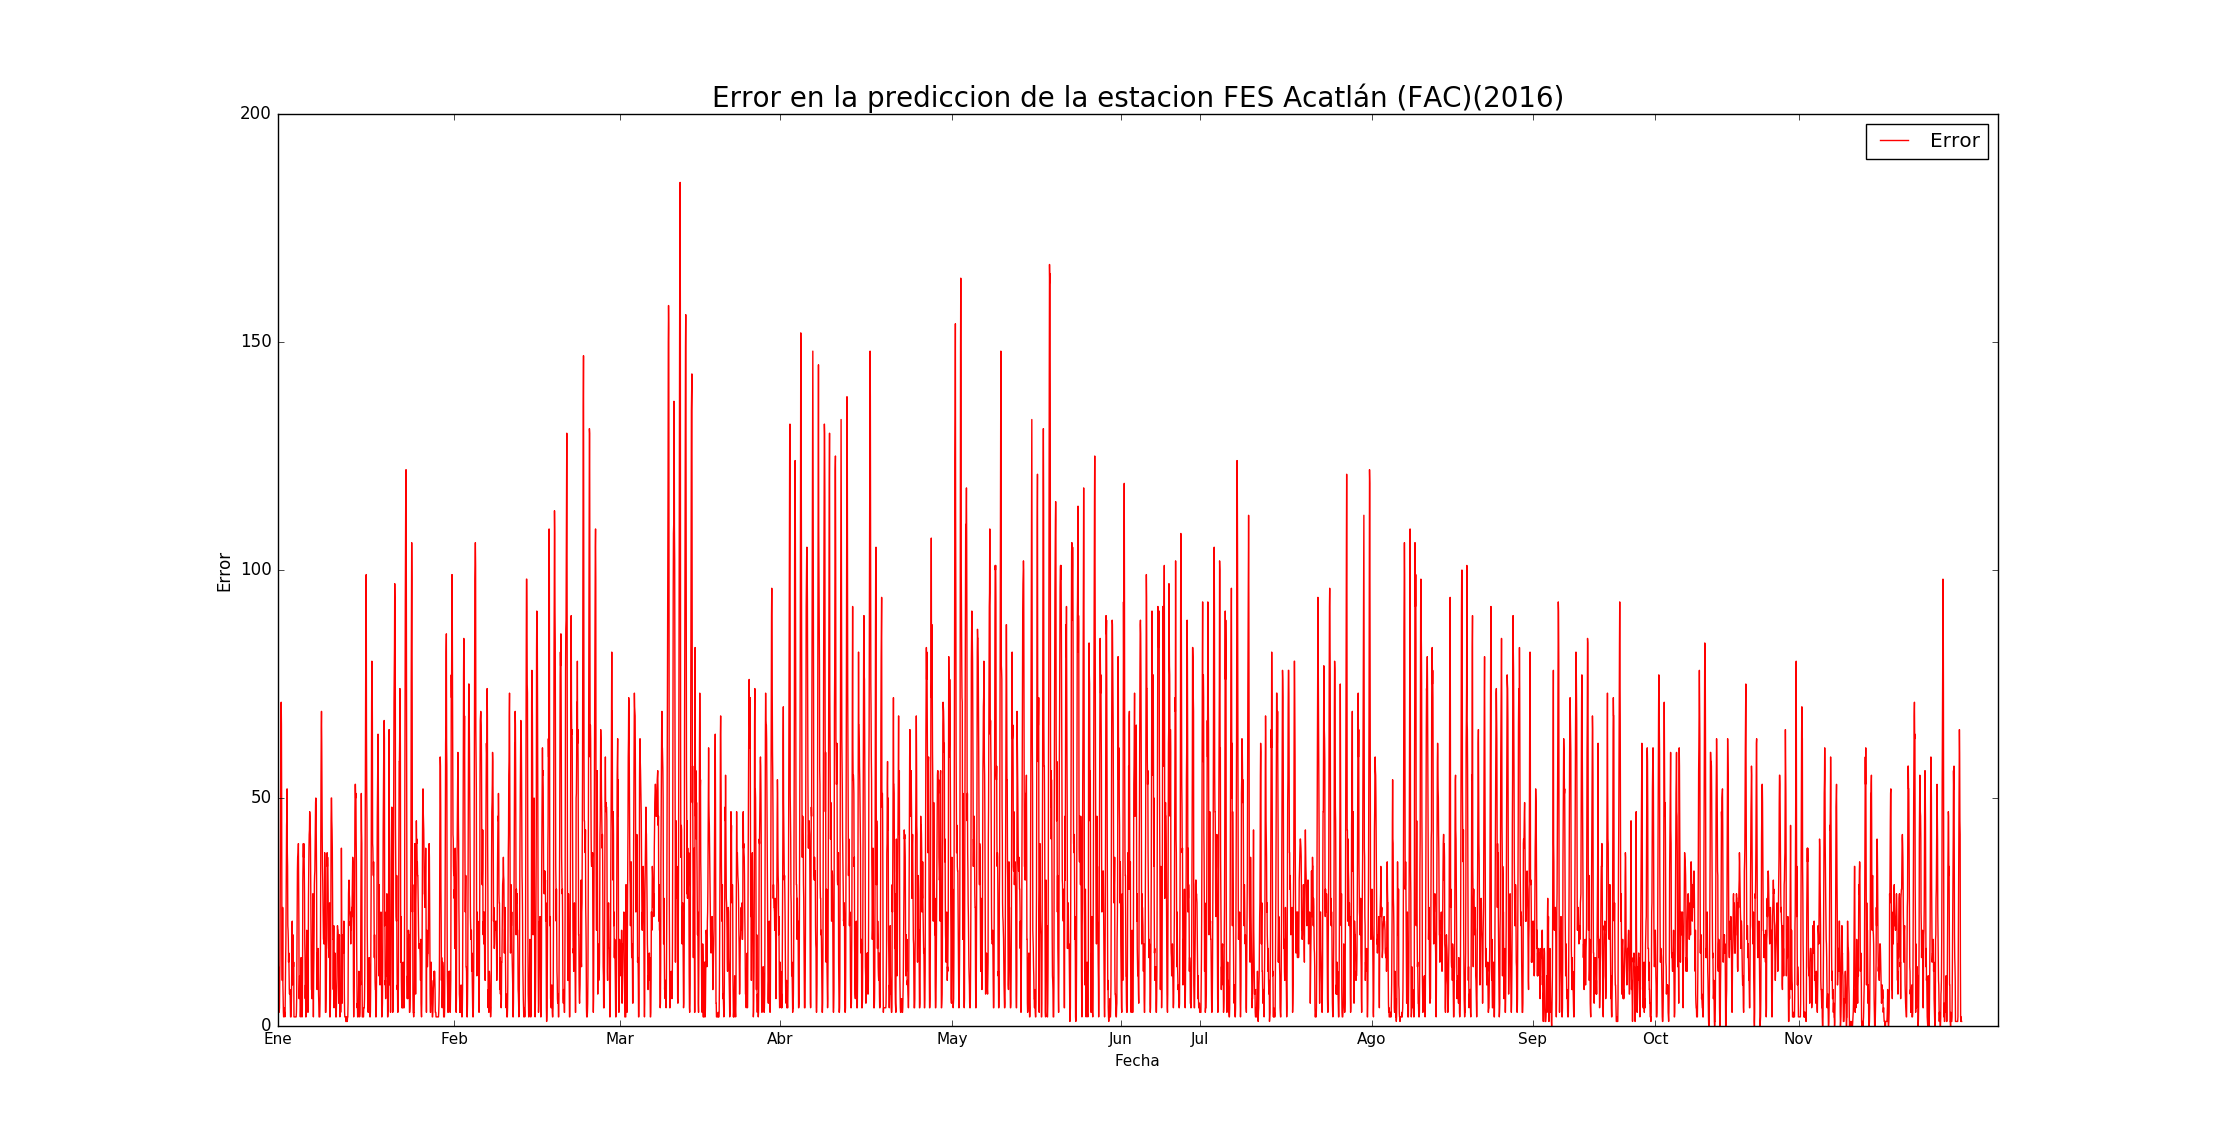 Error en la prediccion de la estacion FES Acatlán (FAC)(2016)
Error
200
150
100
50
0
Error
Ene Feb Mar Abr May Jun Jul Ago Sep Oct Nov
Fecha